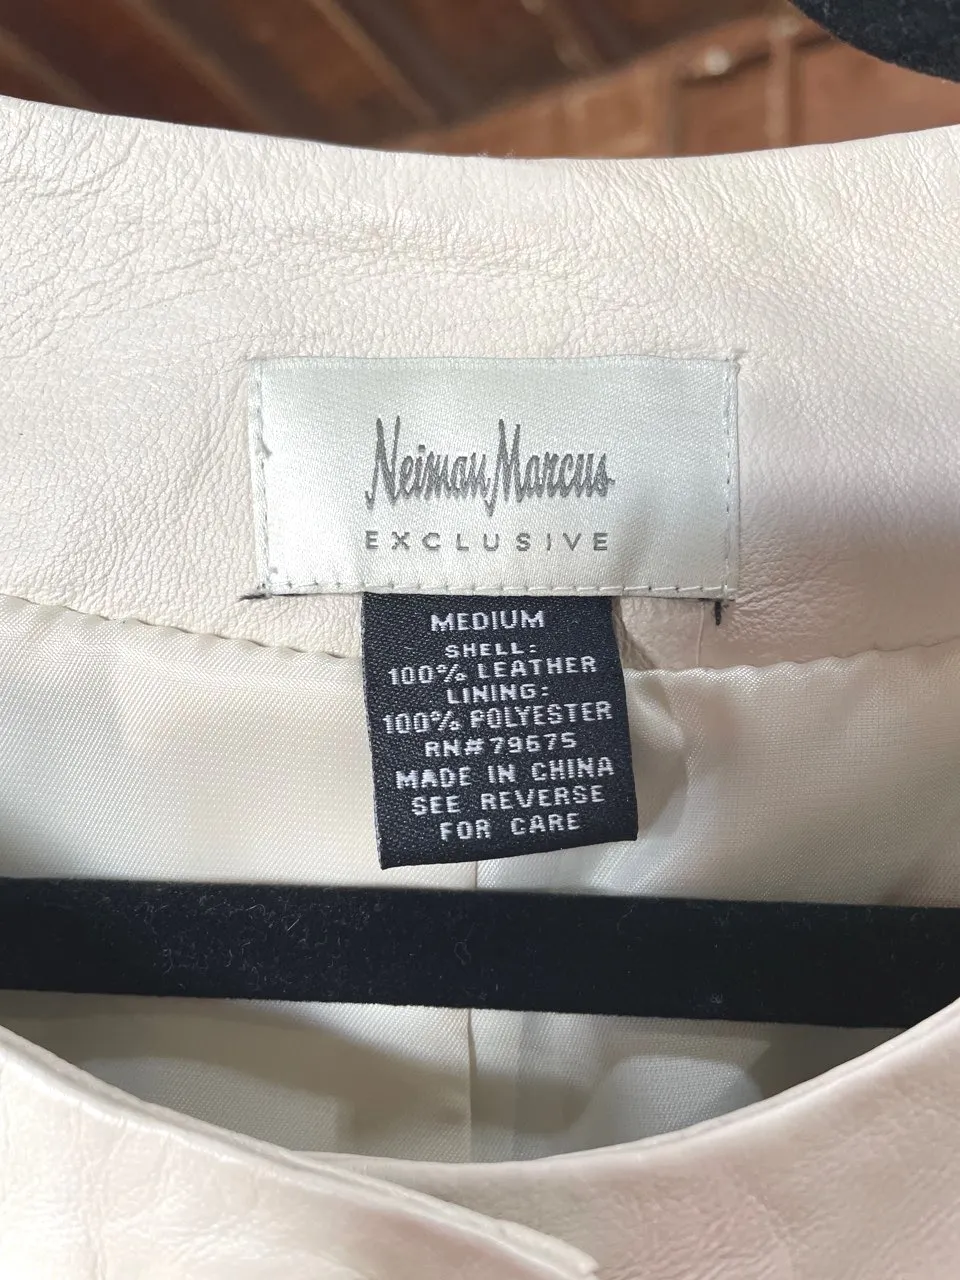 Neiman Marcus
EXCLUSIVE
MEDIUM
SHELL:
100% LEATHER
LINING:
100% POLYESTER
RN#79675
MADE IN CHINA
SEE REVERSE
FOR CARE